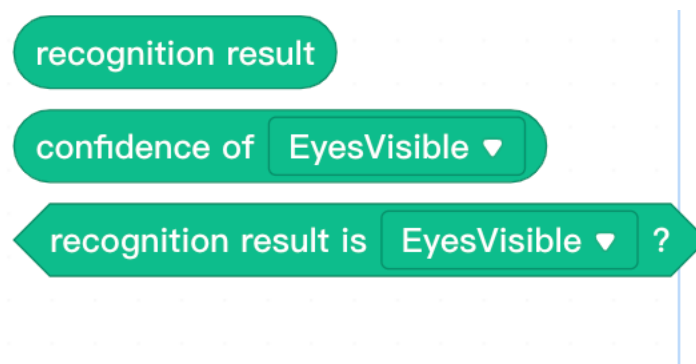 recognition result
confidence of EyesVisible
recognition result is EyesVisible ?